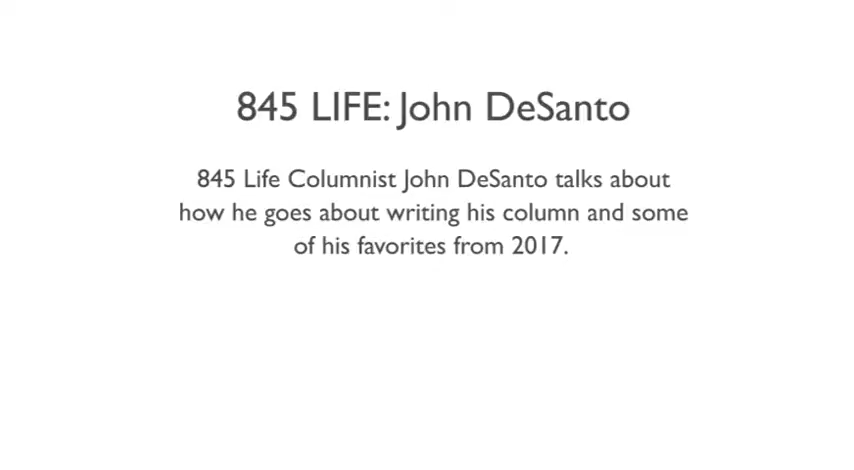 845 LIFE: John DeSanto
845 Life Columnist John DeSanto talks about
how he goes about writing his column and some
of his favorites from 2017.